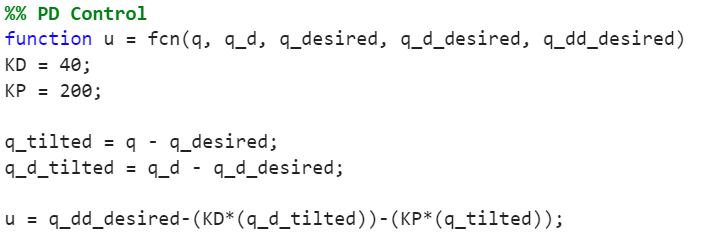 %% PD Control
function u = fcn(q, q_d, q_desired, q_d_desired, q_dd_desired)
KD = 40;
KP = 200;
q_tilted = q - q_desired;
q_d_tilted = q_d - q_d_desired;
u = q_dd_desired-(KD*(q_d_tilted))-(KP*(q_tilted));